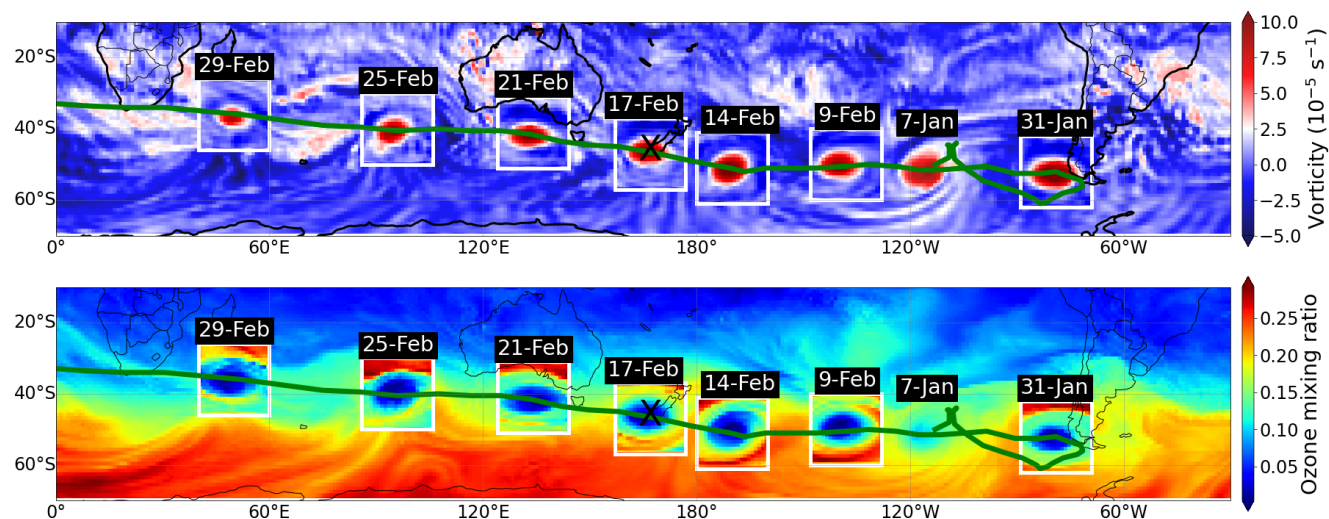 10.0
7.5
5.0
2.5
0.0
−2.5
−5.0
Vorticity (10⁻⁵ s⁻¹)
20°S
40°S
60°S
29-Feb
25-Feb
21-Feb
17-Feb
14-Feb
9-Feb
7-Jan
31-Jan
X
0°
60°E
120°E
180°
120°W
60°W
0.25
0.20
0.15
0.10
0.05
Ozone mixing ratio
20°S
40°S
60°S
29-Feb
25-Feb
21-Feb
17-Feb
14-Feb
9-Feb
7-Jan
31-Jan
X
0°
60°E
120°E
180°
120°W
60°W